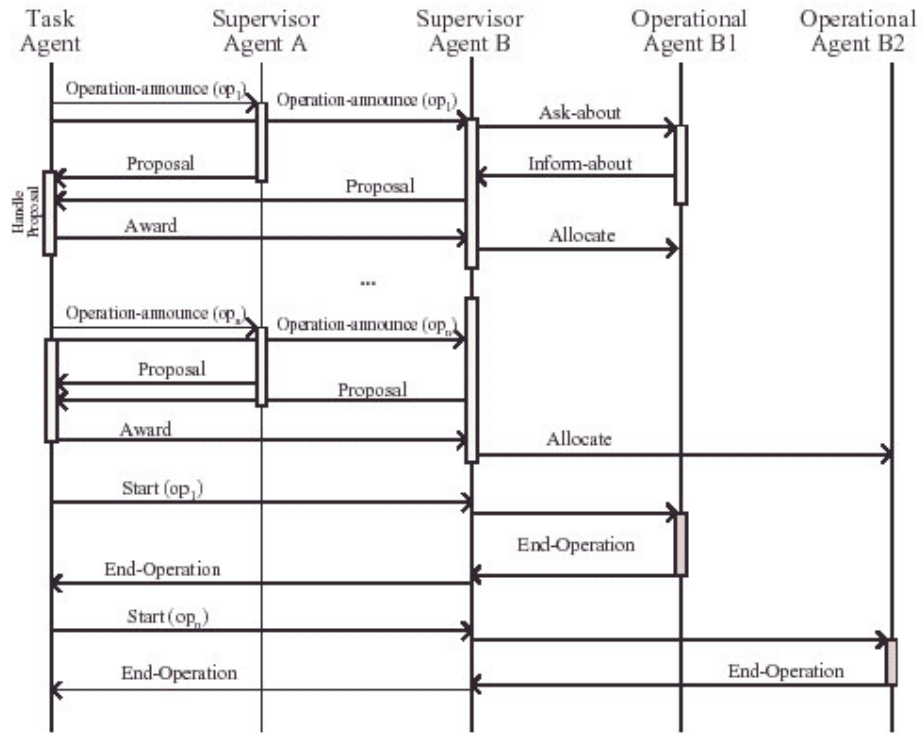 Task Agent
Supervisor Agent A
Supervisor Agent B
Operational Agent B1
Operational Agent B2
Operation-announce (op₁)
Operation-announce (op₁)
Ask-about
Proposal
Inform-about
Proposal
Handle Proposal
Award
Allocate
...
Operation-announce (opₙ)
Operation-announce (opₙ)
Proposal
Proposal
Award
Allocate
Start (op₁)
End-Operation
End-Operation
Start (opₙ)
End-Operation
End-Operation